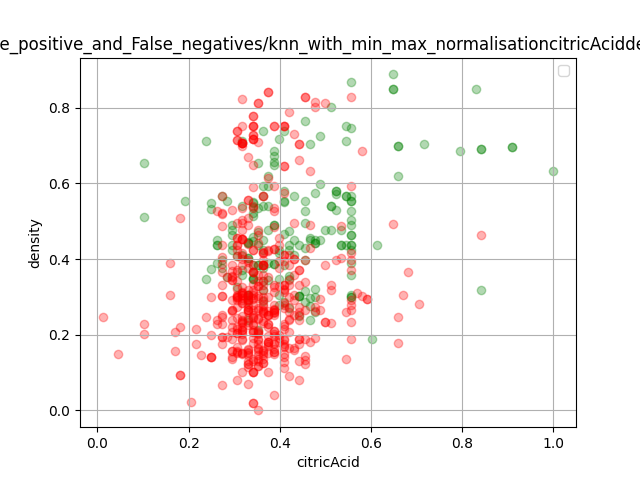 e_positive_and_False_negatives/knn_with_min_max_normalisationcitricAcidde
density
0.8
0.6
0.4
0.2
0.0
0.0 0.2 0.4 0.6 0.8 1.0
citricAcid